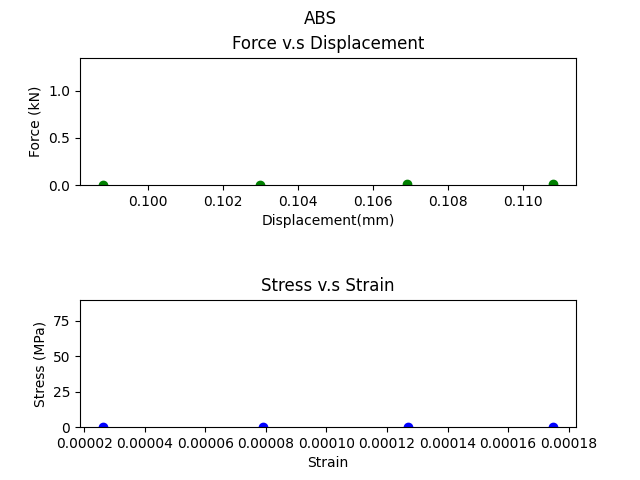 ABS
Force v.s Displacement
1.0
0.5
0.0
Force (kN)
0.100 0.102 0.104 0.106 0.108 0.110
Displacement(mm)
Stress v.s Strain
75
50
25
0
Stress (MPa)
0.00002 0.00004 0.00006 0.00008 0.00010 0.00012 0.00014 0.00016 0.00018
Strain